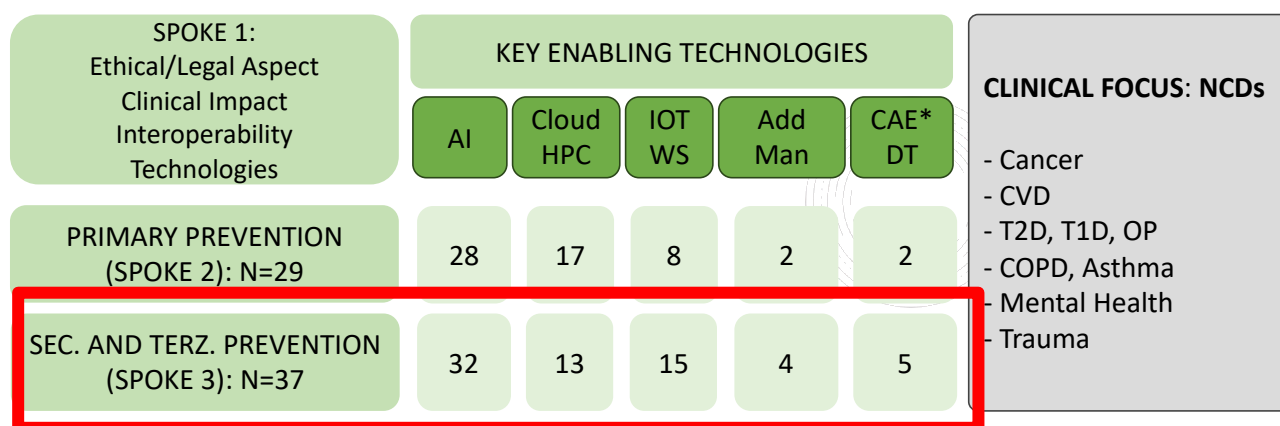 SPOKE 1:
Ethical/Legal Aspect
Clinical Impact
Interoperability
Technologies
KEY ENABLING TECHNOLOGIES
AI
Cloud
HPC
IOT
WS
Add
Man
CAE*
DT
PRIMARY PREVENTION
(SPOKE 2): N=29
28
17
8
2
2
SEC. AND TERZ. PREVENTION
(SPOKE 3): N=37
32
13
15
4
5
CLINICAL FOCUS: NCDs
- Cancer
- CVD
- T2D, T1D, OP
- COPD, Asthma
- Mental Health
- Trauma